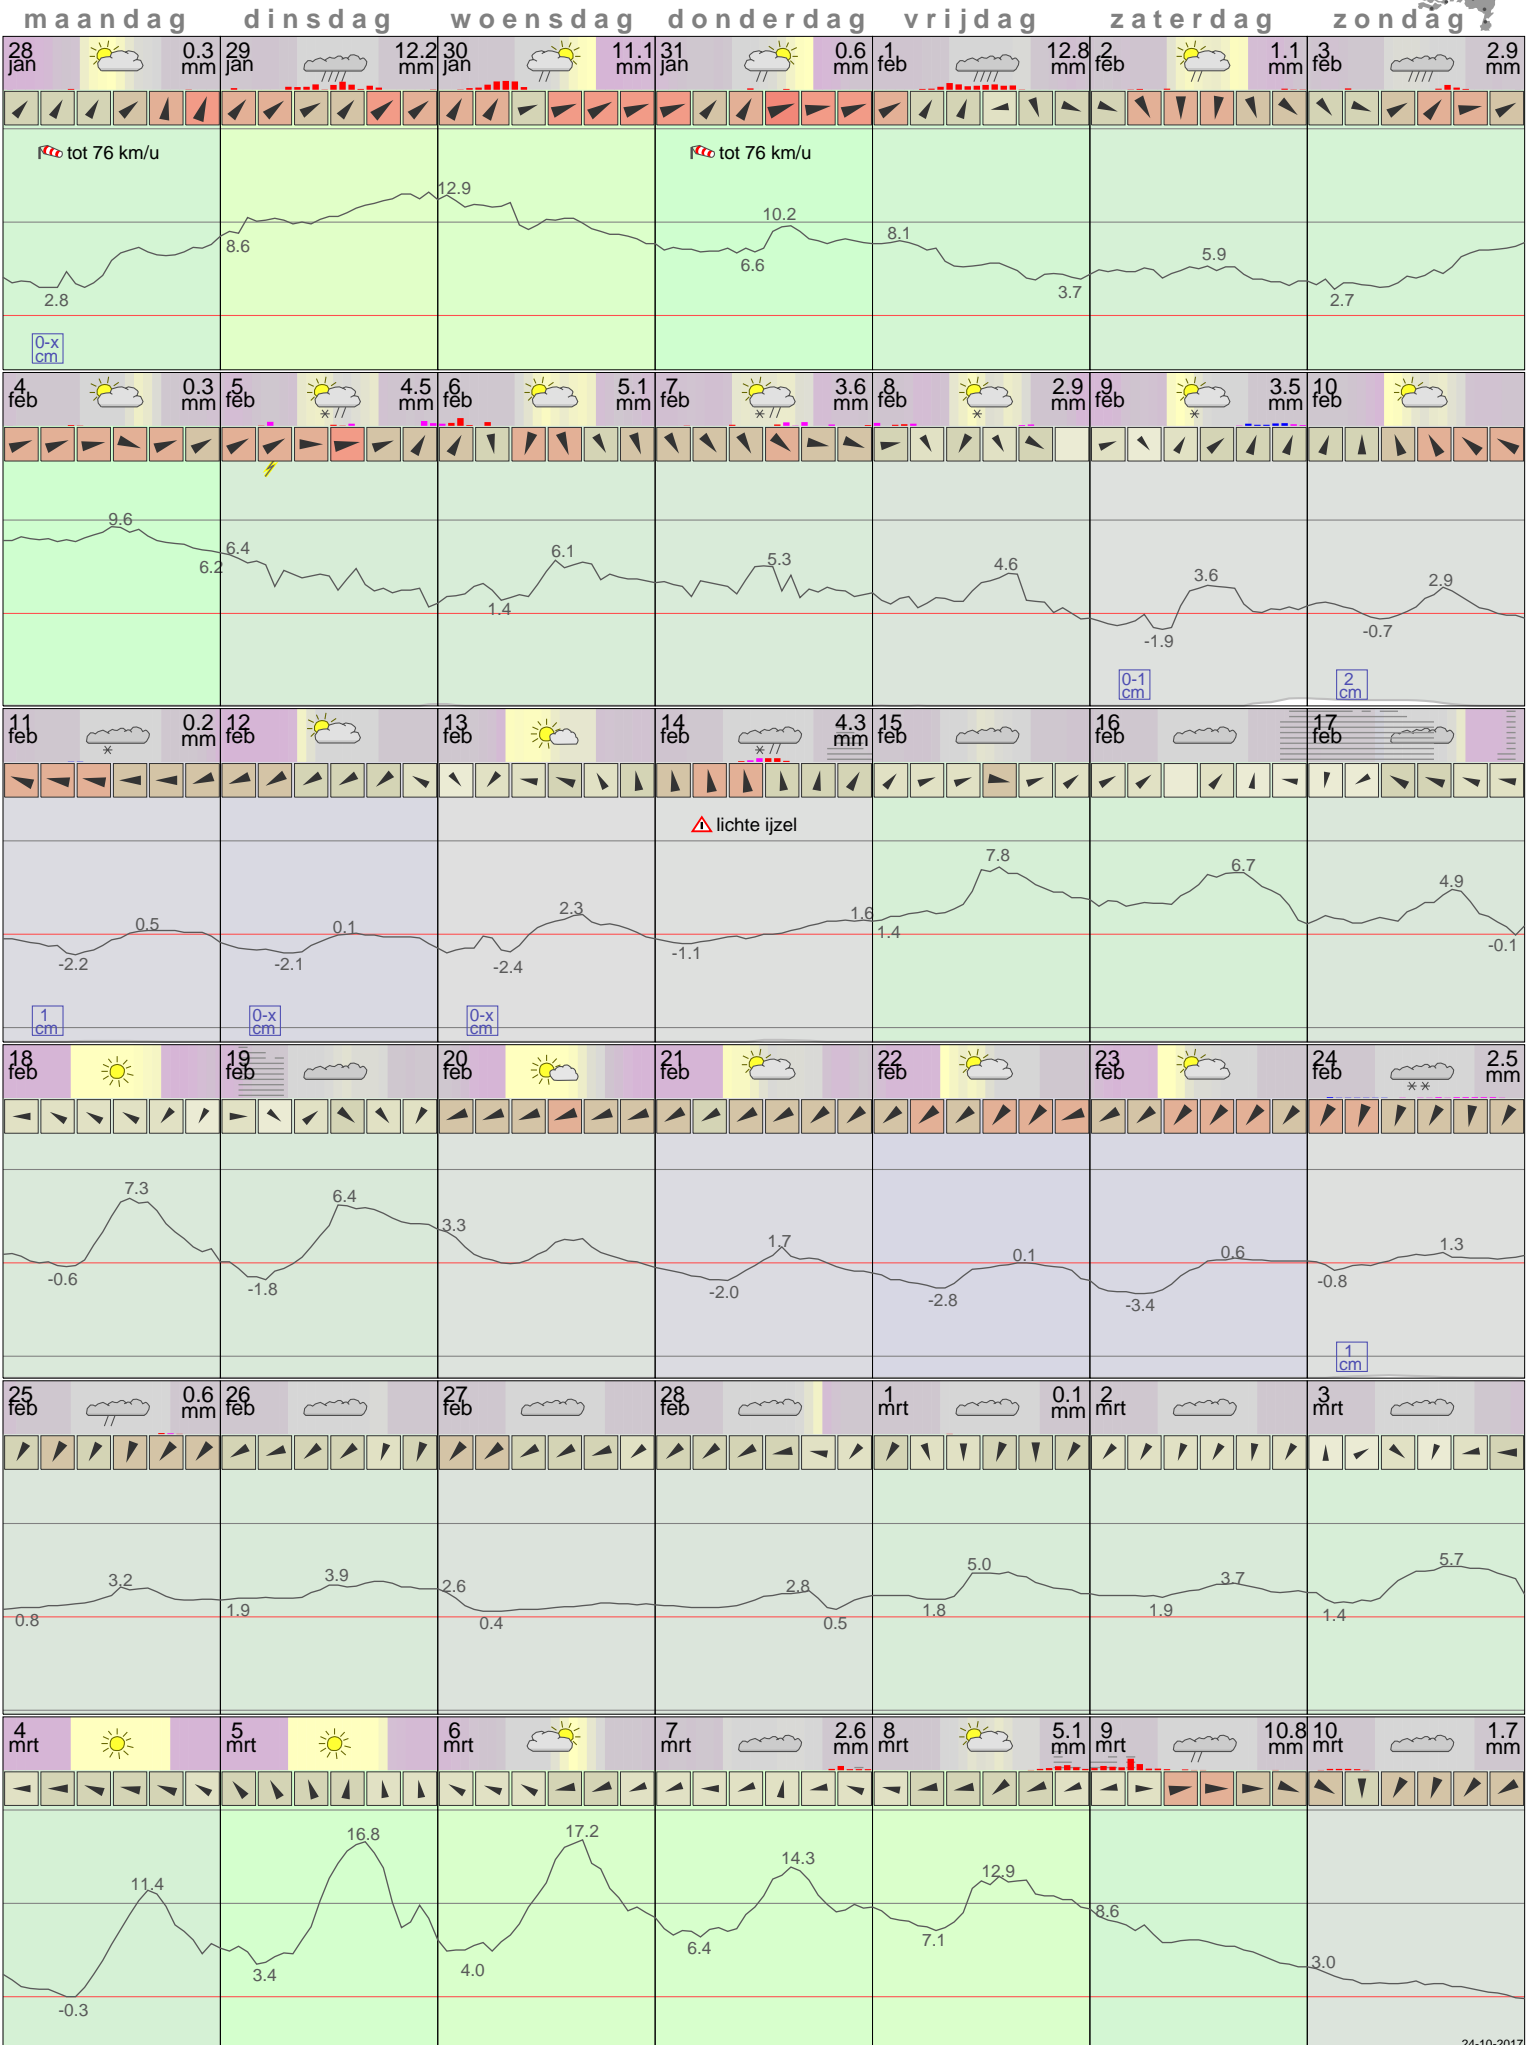 maandag dinsdag woensdag donderdag vrijdag zaterdag zondag
28 jan 0.3 mm 29 jan 12.2 mm 30 jan 11.1 mm 31 jan 0.6 mm 1 feb 12.8 mm 2 feb 1.1 mm 3 feb 2.9 mm
tot 76 km/u tot 76 km/u
12.9
10.2
8.6 8.1
6.6 5.9
2.8 3.7 2.7
0-x cm
4 feb 0.3 mm 5 feb 4.5 mm 6 feb 5.1 mm 7 feb 3.6 mm 8 feb 2.9 mm 9 feb 3.5 mm 10 feb
9.6
6.2 6.4 6.1 5.3 4.6 3.6 2.9
1.4 -1.9 -0.7
0-1 cm 2 cm
11 feb 0.2 mm 12 feb 13 feb 14 feb 4.3 mm 15 feb 16 feb 17 feb
lichte ijzel
7.8 6.7 4.9
0.5 0.1 2.3 1.6
-2.2 -2.1 -2.4 -1.1 1.4 -0.1
1 cm 0-x cm 0-x cm
18 feb 19 feb 20 feb 21 feb 22 feb 23 feb 24 feb 2.5 mm
7.3 6.4 3.3 1.7 0.1 0.6 1.3
-0.6 -1.8 -2.0 -2.8 -3.4 -0.8
1 cm
25 feb 0.6 mm 26 feb 27 feb 28 feb 1 mrt 0.1 mm 2 mrt 3 mrt
3.2 3.9 2.6 2.8 5.0 3.7 5.7
0.8 1.9 0.4 0.5 1.8 1.9 1.4
4 mrt 5 mrt 6 mrt 7 mrt 2.6 mm 8 mrt 5.1 mm 9 mrt 10.8 mm 10 mrt 1.7 mm
11.4 16.8 17.2 14.3 12.9 8.6 3.0
-0.3 3.4 4.0 6.4 7.1
24-10-2017